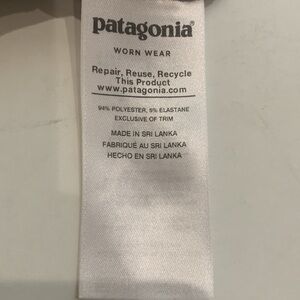 patagonia®
WORN WEAR
Repair, Reuse, Recycle
This Product
www.patagonia.com
94% POLYESTER, 6% ELASTANE
EXCLUSIVE OF TRIM
MADE IN SRI LANKA
FABRIQUÉ AU SRI LANKA
HECHO EN SRI LANKA